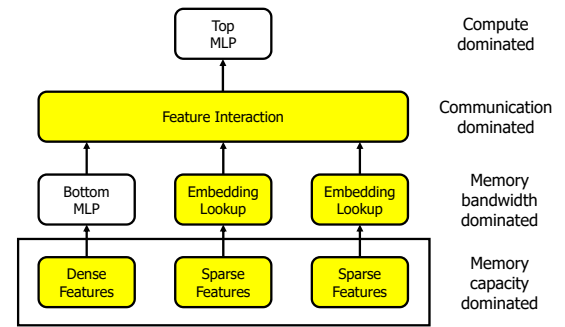 Top
MLP
Compute
dominated
Feature Interaction
Communication
dominated
Bottom
MLP
Embedding
Lookup
Embedding
Lookup
Memory
bandwidth
dominated
Dense
Features
Sparse
Features
Sparse
Features
Memory
capacity
dominated